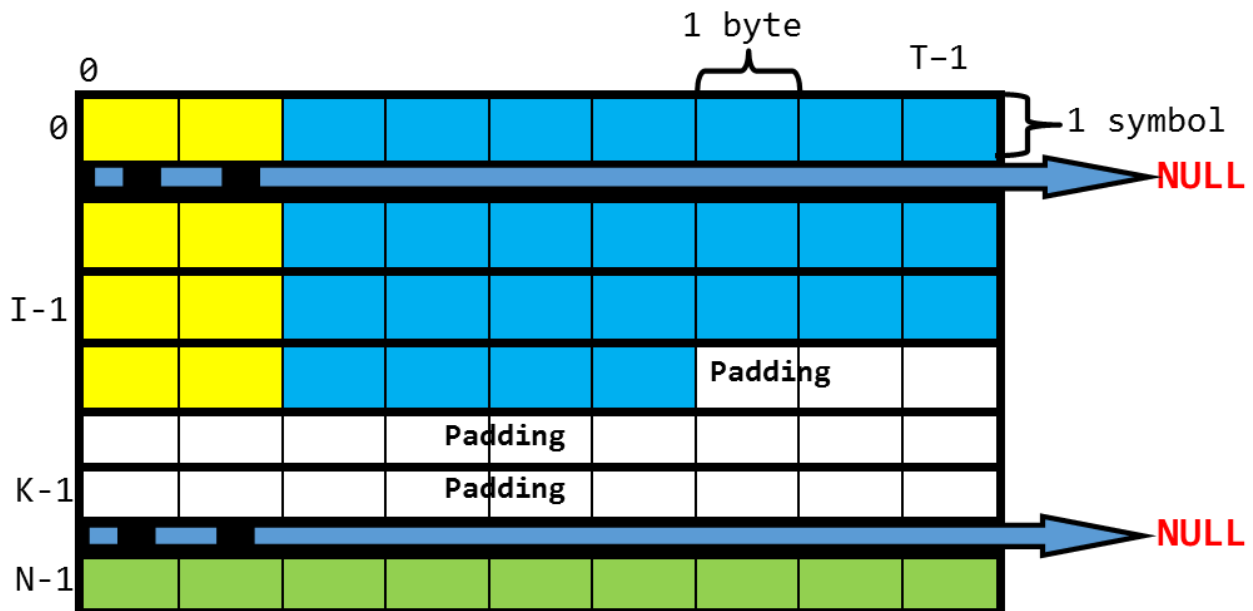 1 byte
0
T-1
0
1 symbol
NULL
I-1
Padding
Padding
K-1
Padding
NULL
N-1